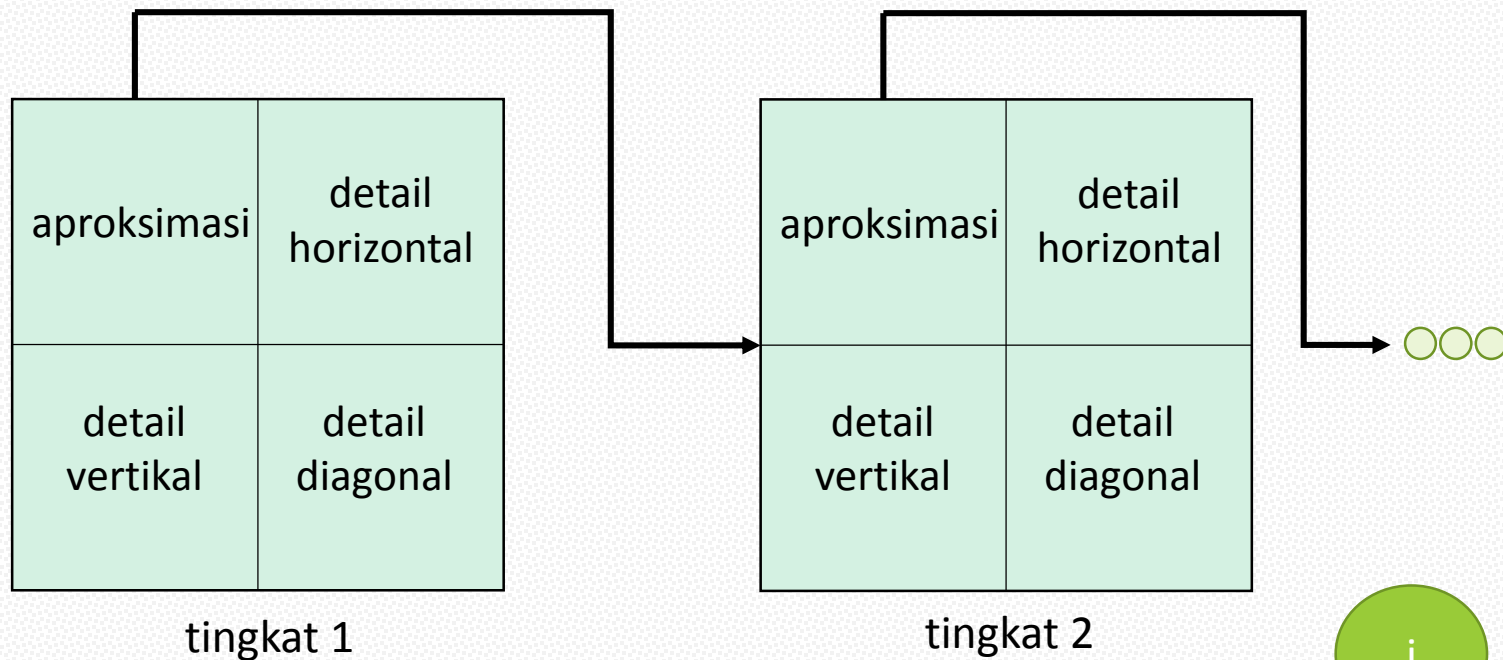 aproksimasi
detail
horizontal
detail
vertikal
detail
diagonal
tingkat 1
aproksimasi
detail
horizontal
detail
vertikal
detail
diagonal
tingkat 2